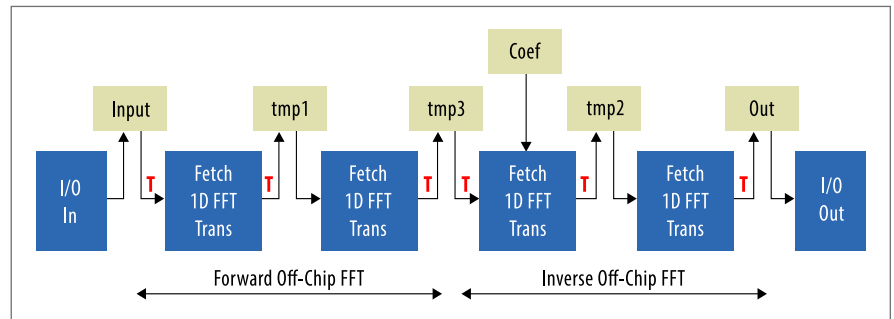 Coef
Input
tmp1
tmp3
tmp2
Out
I/O
In
T
Fetch
1D FFT
Trans
T
Fetch
1D FFT
Trans
T
T
Fetch
1D FFT
Trans
T
Fetch
1D FFT
Trans
T
I/O
Out
Forward Off-Chip FFT
Inverse Off-Chip FFT